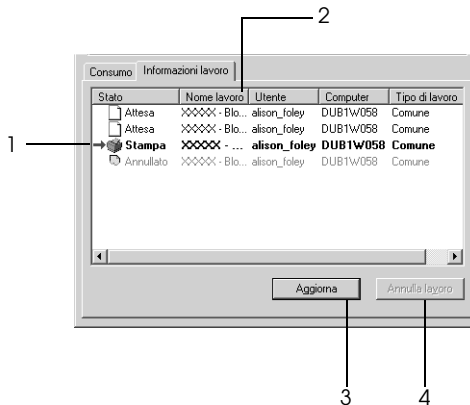 2
Consumo Informazioni lavoro
Stato Nome lavoro Utente Computer Tipo di lavoro
Attesa XXXXX - Blo... alison_foley DUB1W058 Comune
Attesa XXXXX - Blo... alison_foley DUB1W058 Comune
1 Stampa XXXXX - ... alison_foley DUB1W058 Comune
Annullato XXXXX - Blo... alison_foley DUB1W058 Comune
Aggiorna Annulla lavoro
3 4